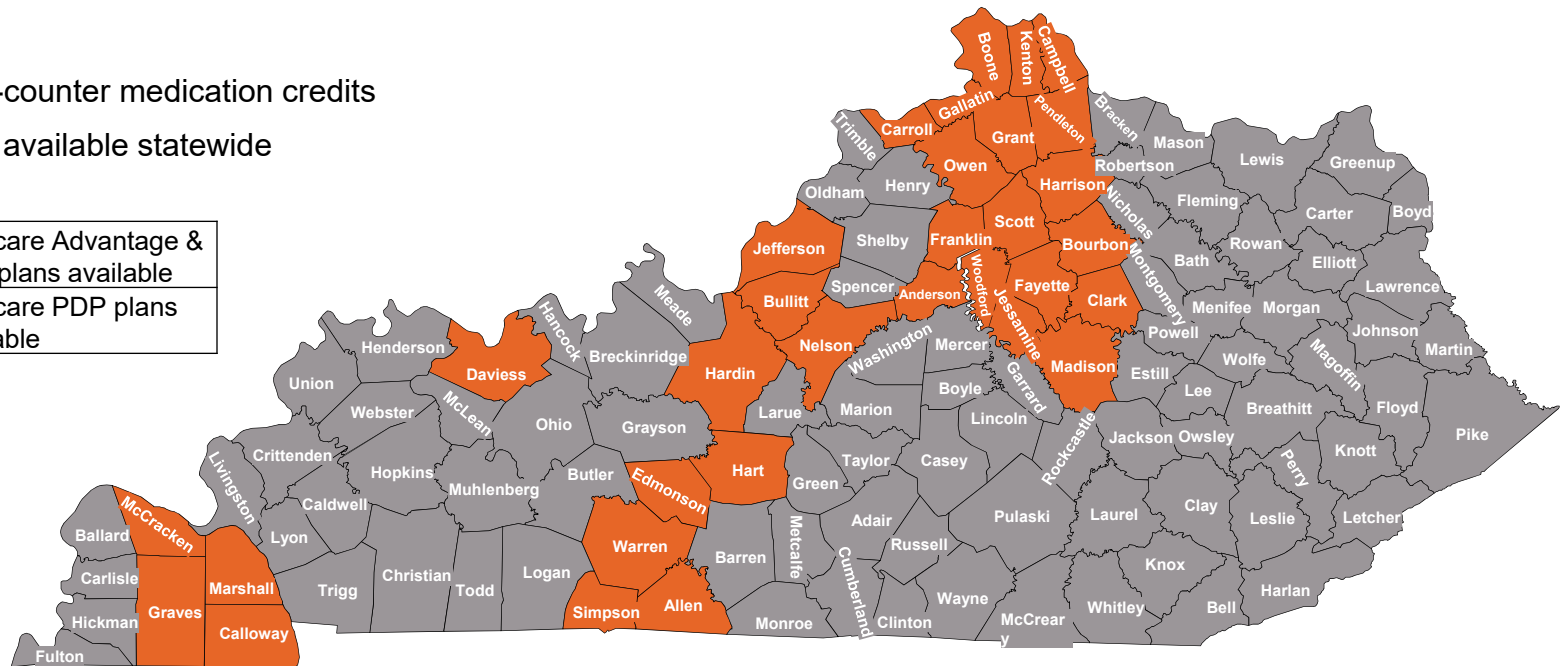 -counter medication credits
available statewide
care Advantage &
plans available
care PDP plans
able
Boone
Kenton
Campbell
Gallatin
Carroll
Grant
Pendleton
Bracken
Mason
Trimble
Owen
Robertson
Lewis
Greenup
Oldham
Henry
Harrison
Nicholas
Fleming
Carter
Boyd
Jefferson
Shelby
Franklin
Scott
Bourbon
Montgomery
Bath
Rowan
Elliott
Lawrence
Spencer
Anderson
Woodford
Fayette
Clark
Menifee
Morgan
Bullitt
Jessamine
Powell
Johnson
Martin
Meade
Hancock
Henderson
Breckinridge
Nelson
Washington
Mercer
Madison
Wolfe
Magoffin
Daviess
Hardin
Garrard
Estill
Lee
Union
Webster
McLean
Ohio
Grayson
Larue
Marion
Boyle
Lincoln
Breathitt
Floyd
Pike
Rockcastle
Jackson
Owsley
Knott
Crittenden
Livingston
Hopkins
Muhlenberg
Butler
Edmonson
Hart
Green
Taylor
Casey
Perry
Caldwell
McCracken
Ballard
Lyon
Warren
Barren
Metcalfe
Adair
Russell
Pulaski
Laurel
Clay
Leslie
Letcher
Carlisle
Marshall
Trigg
Christian
Todd
Logan
Cumberland
Knox
Harlan
Graves
Hickman
Calloway
Simpson
Allen
Monroe
Clinton
Wayne
McCrear
y
Whitley
Bell
Fulton